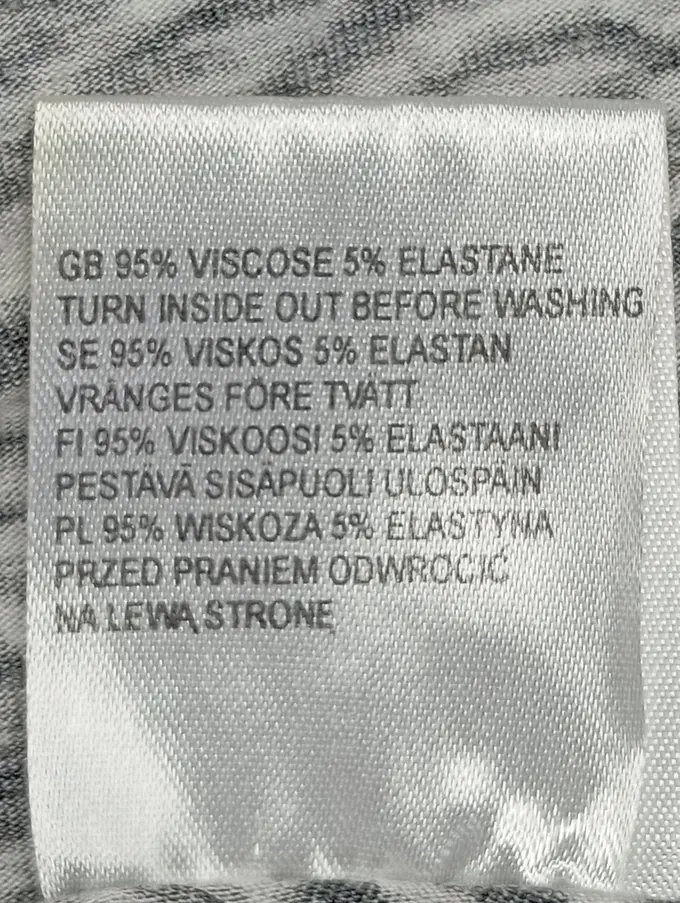 GB 95% VISCOSE 5% ELASTANE
TURN INSIDE OUT BEFORE WASHING
SE 95% VISKOS 5% ELASTAN
VRÄNGES FÖRE TVÄTT
FI 95% VISKOOSI 5% ELASTAANI
PESTÄVÄ SISÄPUOLI ULOSPÄIN
PL 95% WISKOZA 5% ELASTYNA
PRZED PRANIEM ODWRÓCIĆ
NA LEWĄ STRONĘ